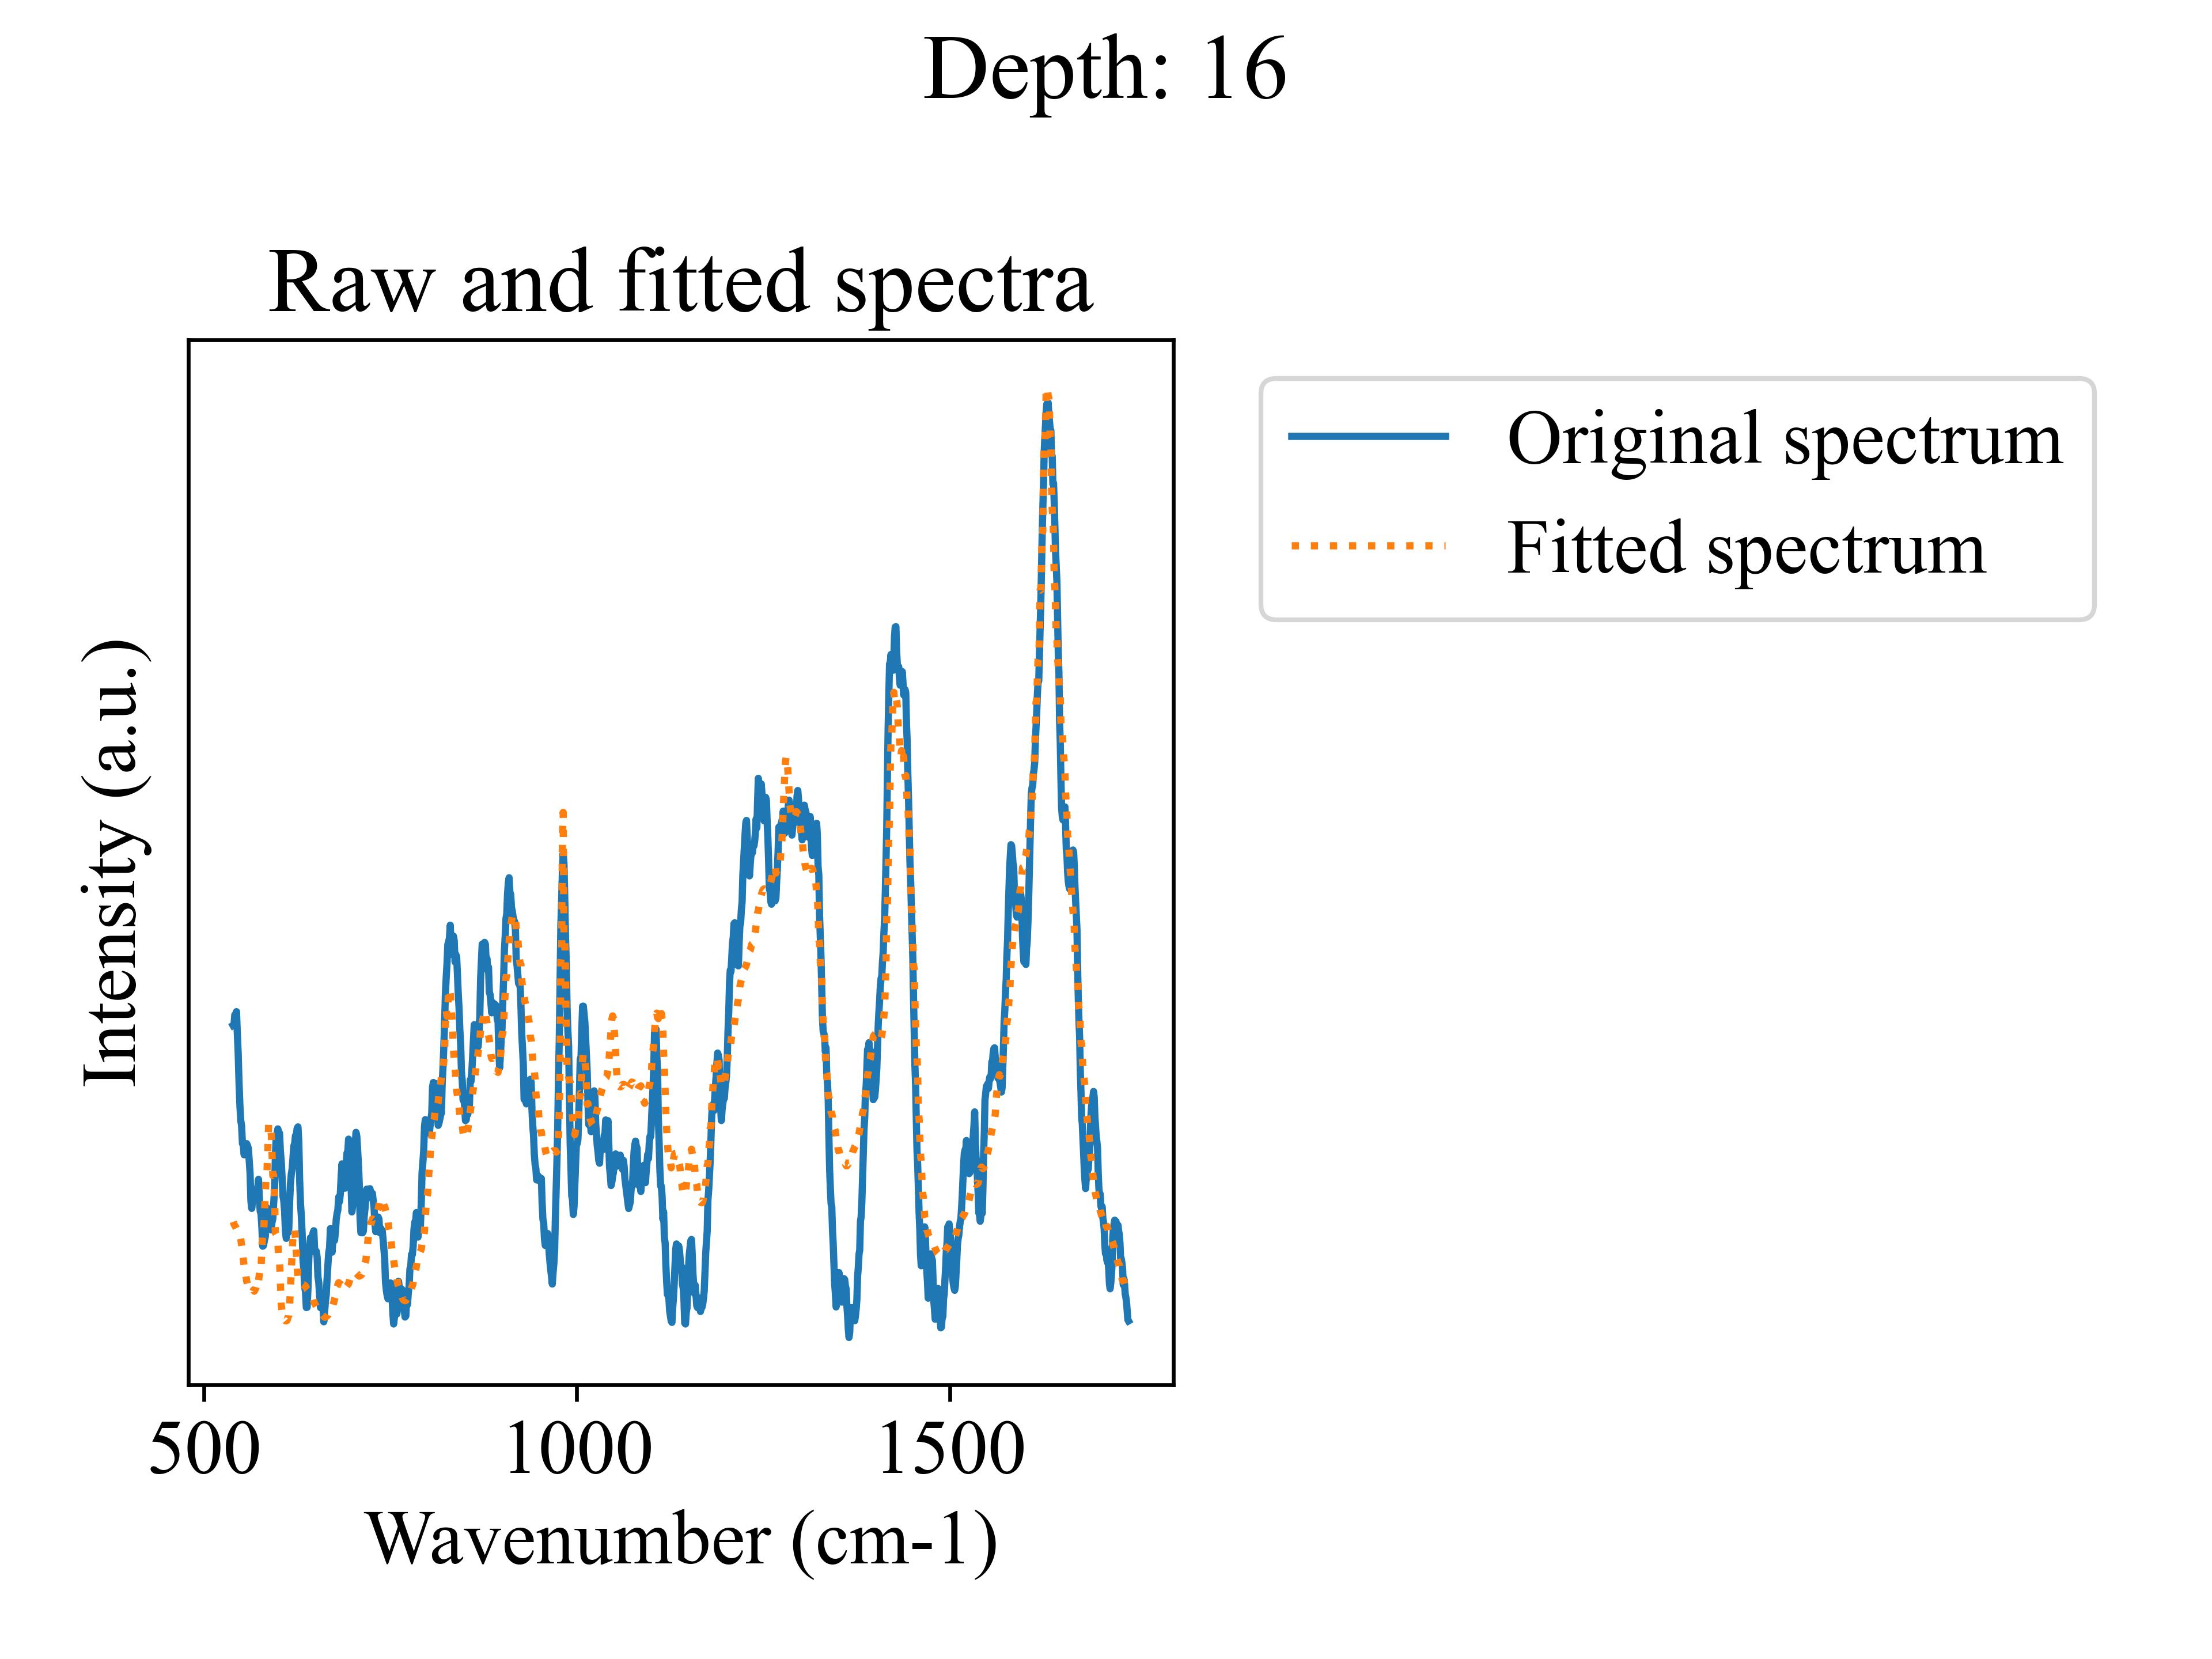 Depth: 16
Raw and fitted spectra
Original spectrum
Fitted spectrum
Intensity (a.u.)
500 1000 1500
Wavenumber (cm-1)